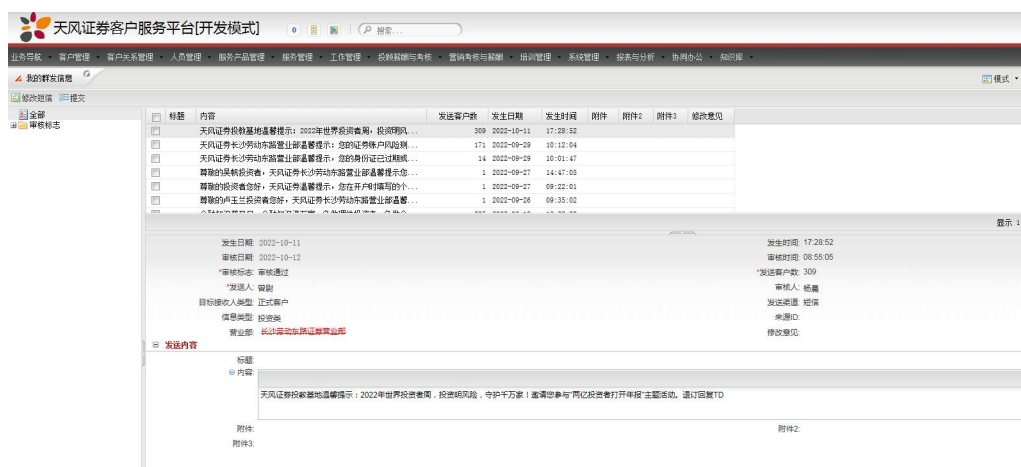 天风证券客户服务平台[开发模式] 0 搜索...
业务导航 客户管理 客户关系管理 人员管理 服务产品管理 服务管理 工作管理 投顾薪酬与考核 营销考核与薪酬 培训管理 系统管理 报表与分析 协同办公 知识库
我的群发信息 模式
修改短信 提交
全部
审核标志
标题 内容 发送客户数 发生日期 发生时间 附件 附件2 附件3 修改意见
天风证券投教基地温馨提示：2022年世界投资者周，投资明风... 309 2022-10-11 17:28:52
天风证券长沙劳动东路营业部温馨提示：您的证券账户风险测... 171 2022-09-29 10:12:04
天风证券长沙劳动东路营业部温馨提示，您的身份证已过期或... 14 2022-09-29 10:01:47
尊敬的吴帆投资者，天风证券长沙劳动东路营业部温馨提示您... 1 2022-09-27 14:47:05
尊敬的投资者您好，天风证券温馨提示，您在开户时填写的个... 1 2022-09-27 09:22:01
尊敬的卢玉兰投资者您好，天风证券长沙劳动东路营业部温馨... 1 2022-09-26 09:35:02
显示 1
发生日期: 2022-10-11 发生时间: 17:28:52
审核日期: 2022-10-12 审核时间: 08:55:05
*审核标志: 审核通过 *发送客户数: 309
*发送人: 曾尉 审核人: 杨晨
目标接收人类型: 正式客户 发送渠道: 短信
信息类型: 投资类 来源ID:
营业部: 长沙劳动东路证券营业部 修改意见:
发送内容
标题:
内容:
天风证券投教基地温馨提示：2022年世界投资者周，投资明风险，守护千万家！邀请您参与"两亿投资者打开年报"主题活动。退订回复TD
附件: 附件2:
附件3: